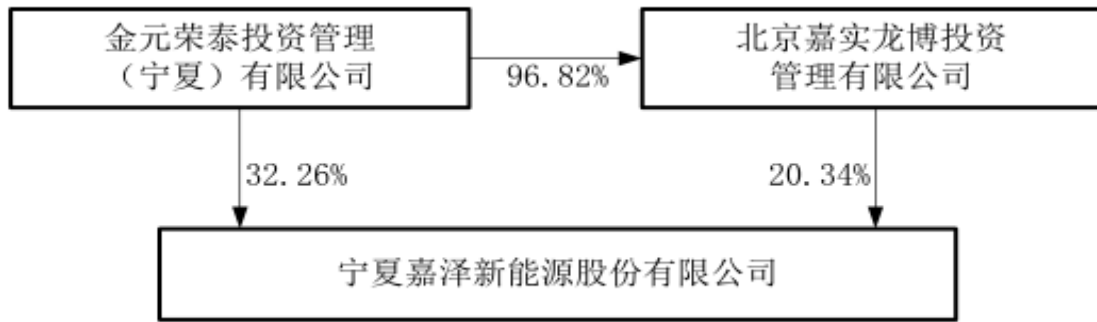 金元荣泰投资管理
（宁夏）有限公司
96.82%
北京嘉实龙博投资
管理有限公司
32.26%
20.34%
宁夏嘉泽新能源股份有限公司